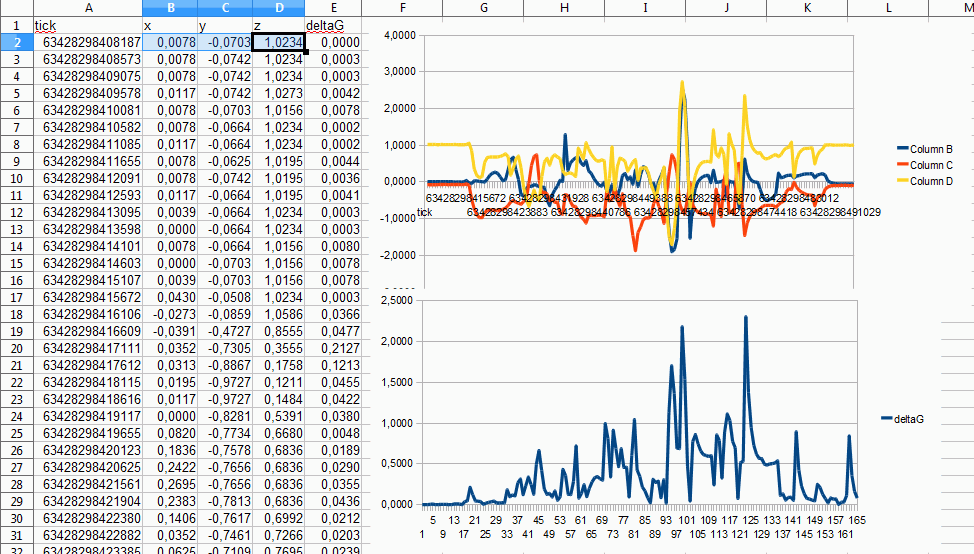 A B C D E F G H I J K L M
1 tick x y z deltaG
2 63428298408187 0,0078 -0,0703 1,0234 0,0000
3 63428298408573 0,0078 -0,0742 1,0234 0,0003
4 63428298409075 0,0078 -0,0742 1,0234 0,0003
5 63428298409578 0,0117 -0,0742 1,0273 0,0042
6 63428298410081 0,0078 -0,0703 1,0156 0,0078
7 63428298410582 0,0078 -0,0664 1,0234 0,0002
8 63428298411085 0,0117 -0,0664 1,0234 0,0002
9 63428298411655 0,0078 -0,0625 1,0195 0,0044
10 63428298412091 0,0078 -0,0742 1,0195 0,0036
11 63428298412593 0,0117 -0,0664 1,0195 0,0041
12 63428298413095 0,0039 -0,0664 1,0234 0,0003
13 63428298413598 0,0000 -0,0664 1,0234 0,0003
14 63428298414101 0,0078 -0,0664 1,0156 0,0080
15 63428298414603 0,0000 -0,0703 1,0156 0,0078
16 63428298415107 0,0039 -0,0703 1,0156 0,0078
17 63428298415672 0,0430 -0,0508 1,0234 0,0003
18 63428298416106 -0,0273 -0,0859 1,0586 0,0366
19 63428298416609 -0,0391 -0,4727 0,8555 0,0477
20 63428298417111 0,0352 -0,7305 0,3555 0,2127
21 63428298417612 0,0313 -0,8867 0,1758 0,1213
22 63428298418115 0,0195 -0,9727 0,1211 0,0455
23 63428298418616 0,0117 -0,9727 0,1484 0,0422
24 63428298419117 0,0000 -0,8281 0,5391 0,0380
25 63428298419655 0,0820 -0,7734 0,6680 0,0048
26 63428298420123 0,1836 -0,7578 0,6836 0,0189
27 63428298420625 0,2422 -0,7656 0,6836 0,0290
28 63428298421561 0,2695 -0,7656 0,6836 0,0355
29 63428298421904 0,2383 -0,7813 0,6836 0,0436
30 63428298422380 0,1406 -0,7617 0,6992 0,0212
31 63428298422882 0,0352 -0,7461 0,7266 0,0203
32 63428298423385 0,0625 -0,7109 0,7695 0,0239
4,0000
3,0000
2,0000
1,0000
0,0000
-1,0000
-2,0000
63428298415672
tick
Column B
Column C
Column D
2,5000
2,0000
1,5000
1,0000
0,5000
0,0000
5 13 21 29 37 45 53 61 69 77 85 93 101 109 117 125 133 141 149 157 165
1 9 17 25 33 41 49 57 65 73 81 89 97 105 113 121 129 137 145 153 161
deltaG